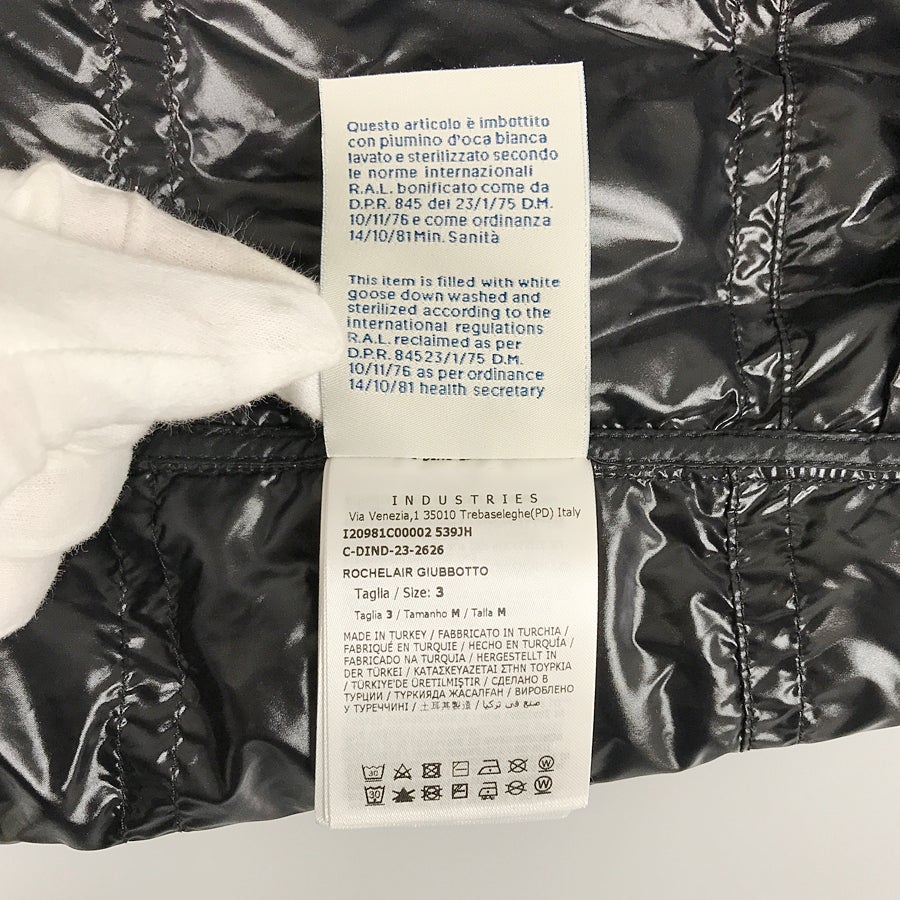 Questo articolo è imbottito
con piumino d'oca bianca
lavato e sterilizzato secondo
le norme internazionali
R.A.L. bonificato come da
D.P.R. 845 dei 23/1/75 D.M.
10/11/76 e come ordinanza
14/10/81 Min. Sanità
This item is filled with white
goose down washed and
sterilized according to the
international regulations
R.A.L. reclaimed as per
D.P.R. 84523/1/75 D.M.
10/11/76 as per ordinance
14/10/81 health secretary
INDUSTRIES
Via Venezia,1 35010 Trebaseleghe(PD) Italy
I20981C00002 539JH
C-DIND-23-2626
ROCHELAIR GIUBBOTTO
Taglia / Size: 3
Taglia 3 / Tamanho M / Talla M
MADE IN TURKEY / FABBRICATO IN TURCHIA /
FABRIQUÉ EN TURQUIE / HECHO EN TURQUÍA /
FABRICADO NA TURQUIA / HERGESTELLT IN
DER TÜRKEI / ΚΑΤΑΣΚΕΥΑΖΕΤΑΙ ΣΤΗΝ ΤΟΥΡΚΙΑ
/ TÜRKİYE'DE ÜRETİLMİŞTİR / СДЕЛАНО В
ТУРЦИИ / ТҮРКИЯДА ЖАСАЛҒАН / ВИРОБЛЕНО
У ТУРЕЧЧИНІ / 土耳其製造 / صنع في تركيا
30 W
30 W